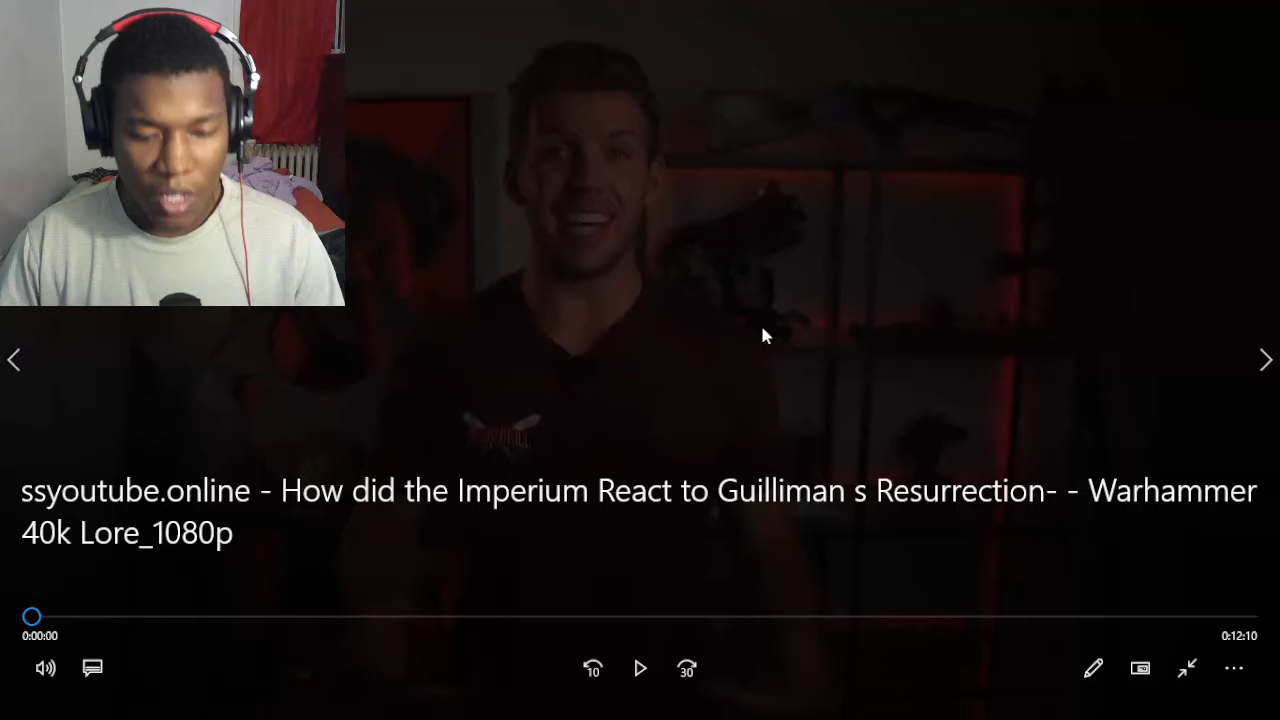 ssyoutube.online - How did the Imperium React to Guilliman s Resurrection- - Warhammer
40k Lore_1080p
0:00:00
0:12:10
10
30